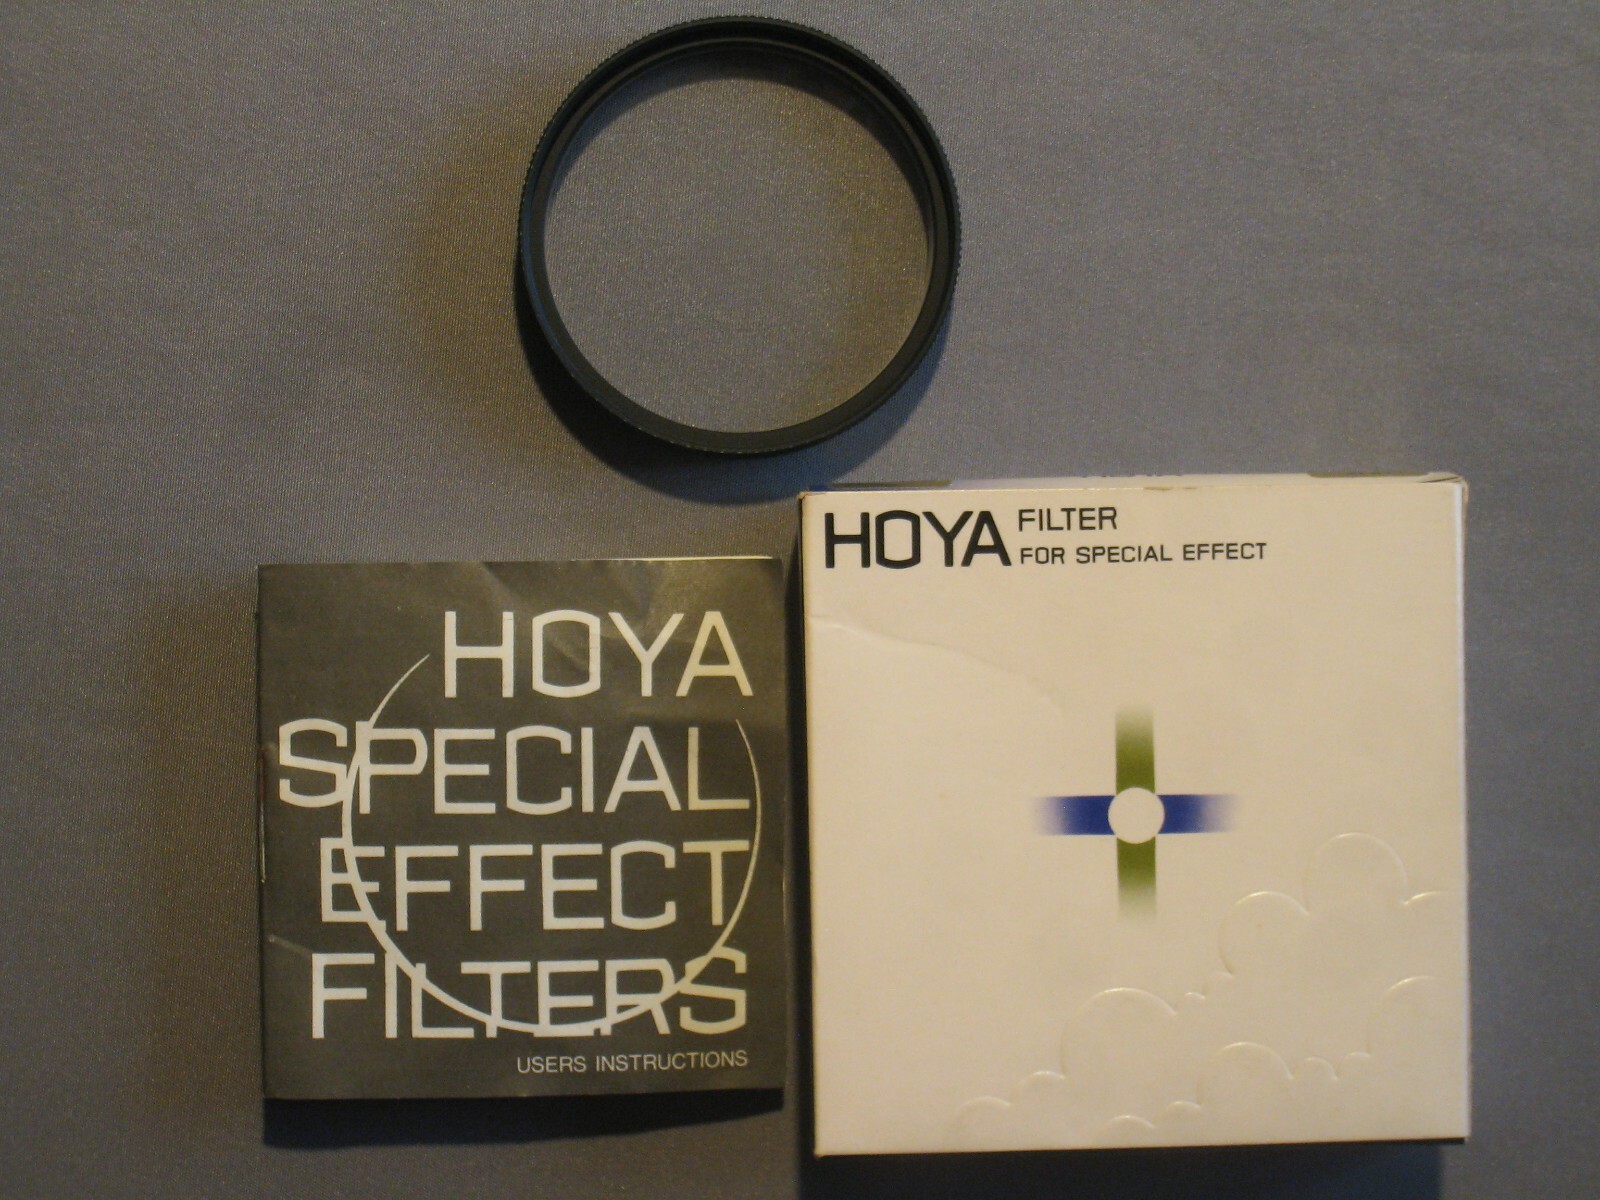 HOYA FILTER
FOR SPECIAL EFFECT
HOYA
SPECIAL
EFFECT
FILTERS
USERS INSTRUCTIONS